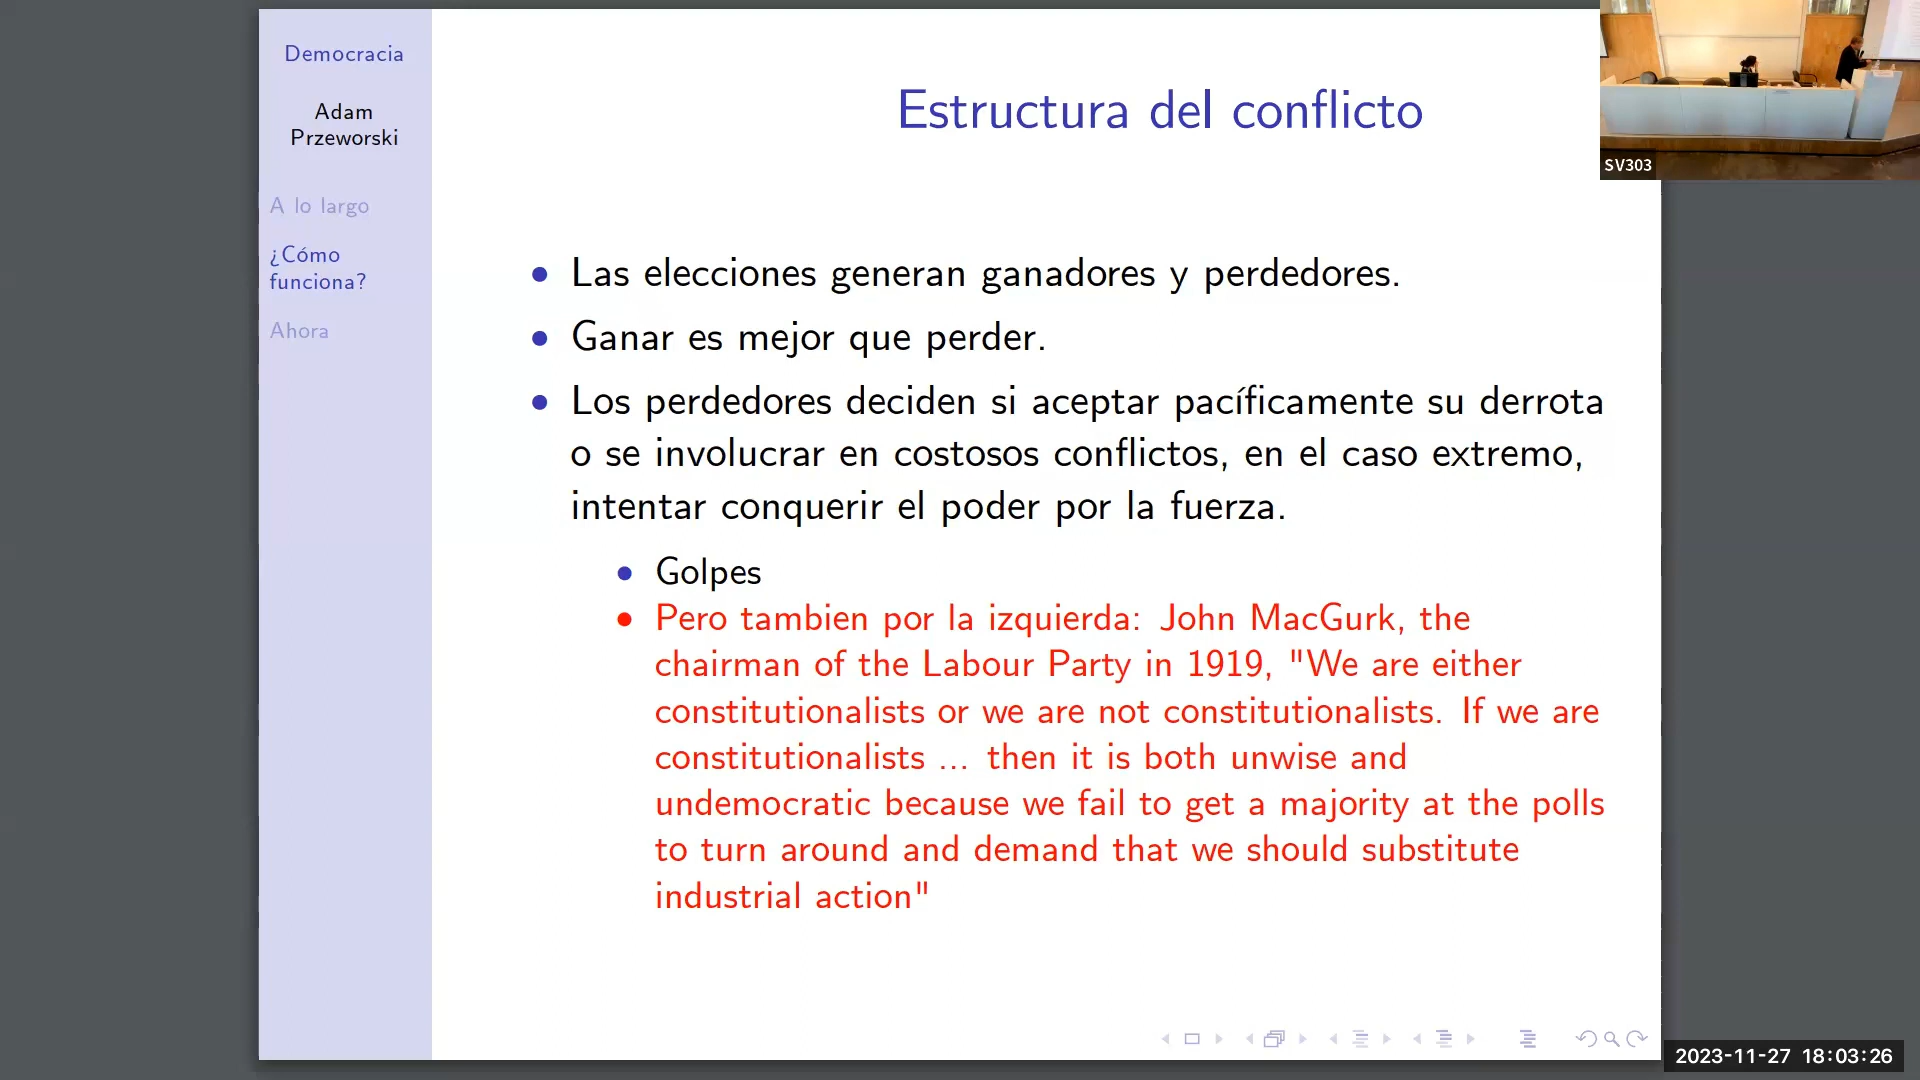 Democracia
Adam
Przeworski
A lo largo
¿Cómo
funciona?
Ahora
Estructura del conflicto
Las elecciones generan ganadores y perdedores.
Ganar es mejor que perder.
Los perdedores deciden si aceptar pacíficamente su derrota
o se involucrar en costosos conflictos, en el caso extremo,
intentar conquerir el poder por la fuerza.
Golpes
Pero tambien por la izquierda: John MacGurk, the
chairman of the Labour Party in 1919, "We are either
constitutionalists or we are not constitutionalists. If we are
constitutionalists ... then it is both unwise and
undemocratic because we fail to get a majority at the polls
to turn around and demand that we should substitute
industrial action"
SV303
2023-11-27 18:03:26